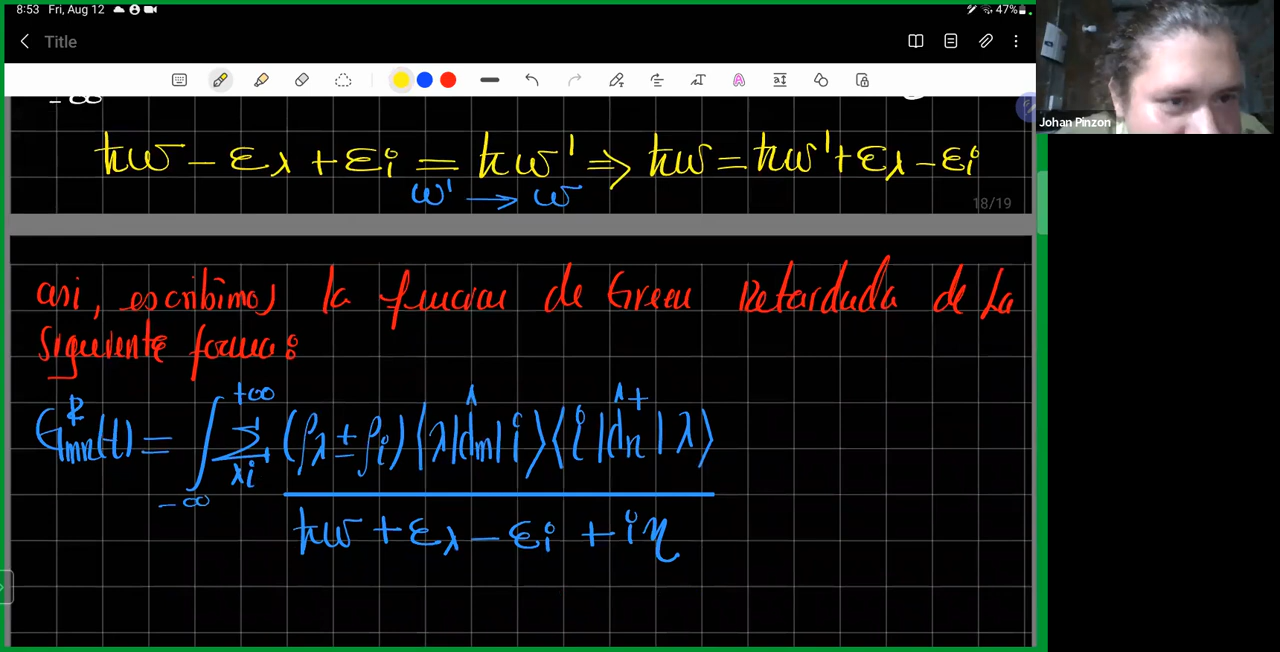 8:53 Fri, Aug 12
47%
Title
Johan Pinzon
-∞
ħω - ελ + εi = ħω' ⇒ ħω = ħω' + ελ - εi
ω' → ω
18/19
asi, escribimos la funcion de Green Retardada de la
siguiente forma:
G^R_mn(t) = ∫_{-∞}^{+∞} Σ_{λi} (ρλ ± ρi) ⟨λ|d̂m|i⟩⟨i|d̂n^+|λ⟩
ħω + ελ - εi + iη